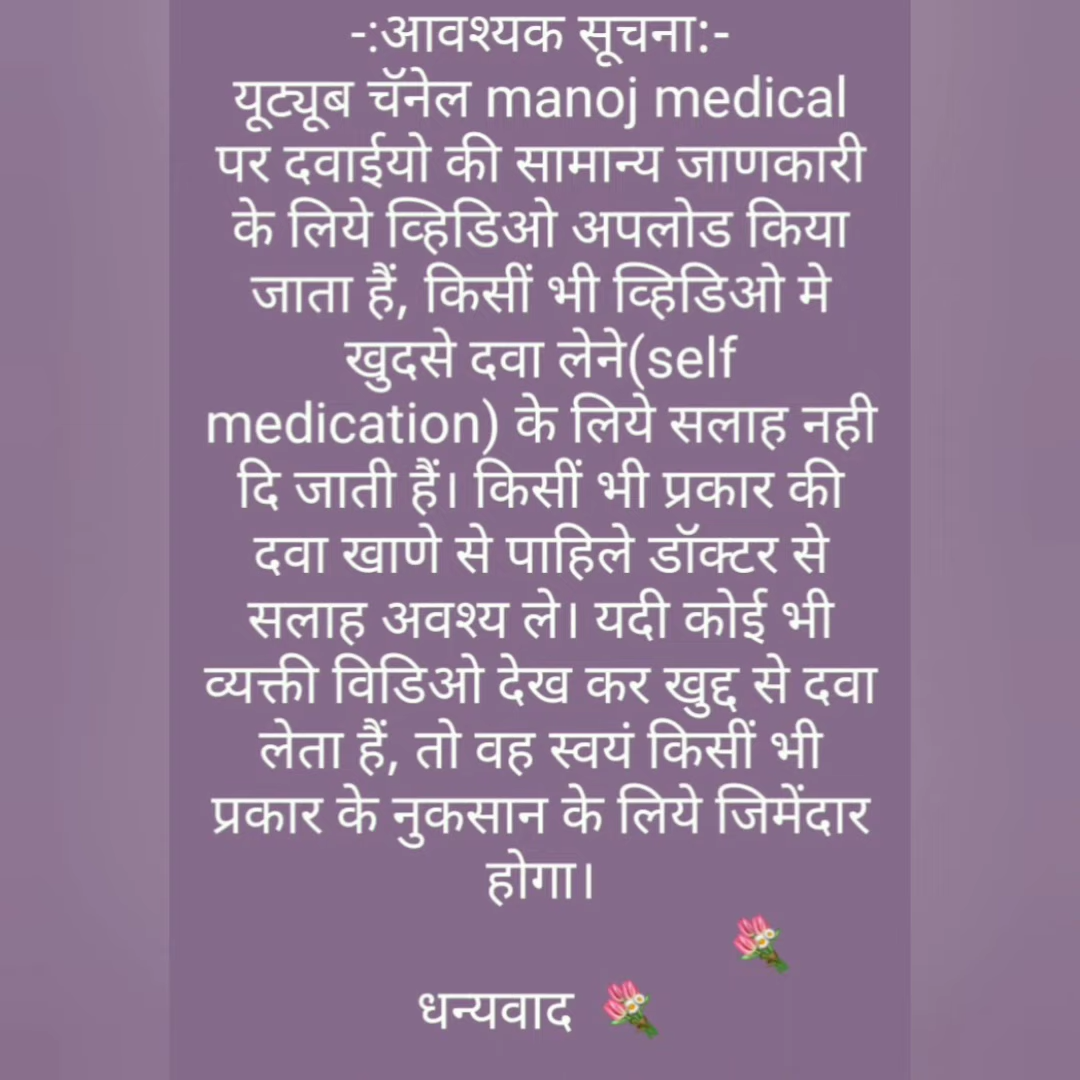 -:आवश्यक सूचना:-
यूट्यूब चॅनेल manoj medical
पर दवाईयो की सामान्य जाणकारी
के लिये व्हिडिओ अपलोड किया
जाता हैं, किसीं भी व्हिडिओ मे
खुदसे दवा लेने(self
medication) के लिये सलाह नही
दि जाती हैं। किसीं भी प्रकार की
दवा खाणे से पाहिले डॉक्टर से
सलाह अवश्य ले। यदी कोई भी
व्यक्ती विडिओ देख कर खुद्द से दवा
लेता हैं, तो वह स्वयं किसीं भी
प्रकार के नुकसान के लिये जिमेंदार
होगा।
धन्यवाद